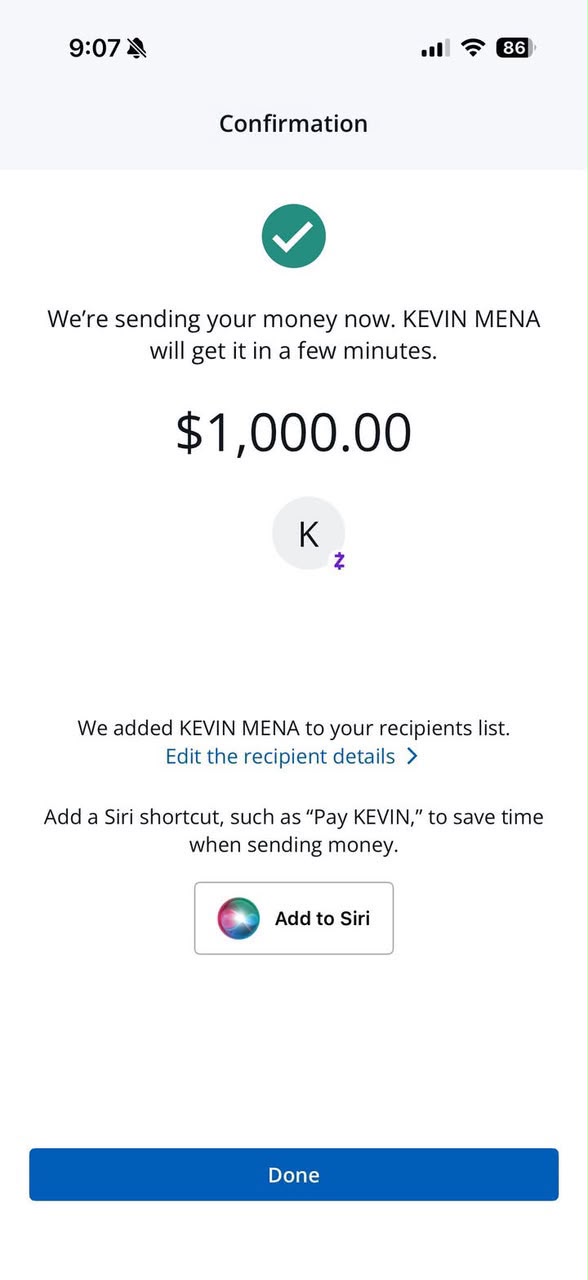 9:07
86
Confirmation
We’re sending your money now. KEVIN MENA
will get it in a few minutes.
$1,000.00
K
We added KEVIN MENA to your recipients list.
Edit the recipient details
Add a Siri shortcut, such as “Pay KEVIN,” to save time
when sending money.
Add to Siri
Done